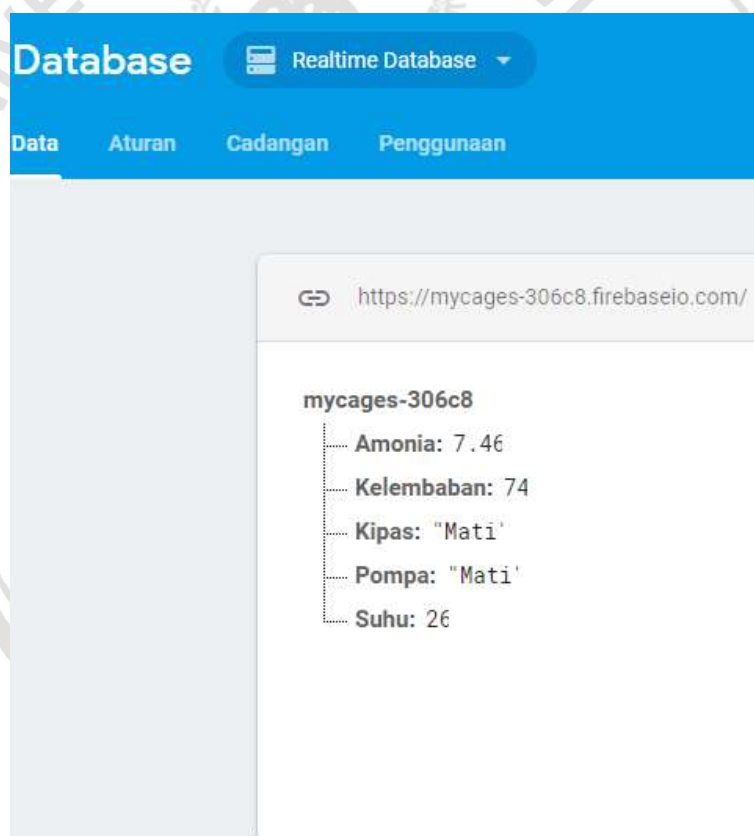 Database Realtime Database
Data Aturan Cadangan Penggunaan
https://mycages-306c8.firebaseio.com/
mycages-306c8
Amonia: 7.46
Kelembaban: 74
Kipas: "Mati'
Pompa: "Mati'
Suhu: 26